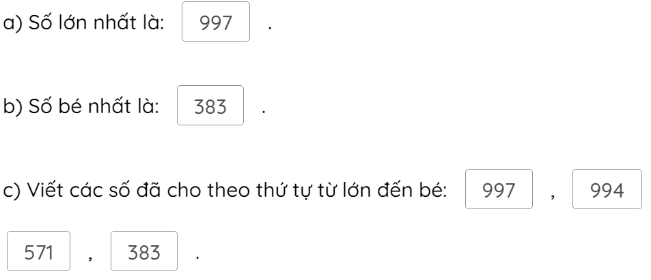 a) Số lớn nhất là: 997 .
b) Số bé nhất là: 383 .
c) Viết các số đã cho theo thứ tự từ lớn đến bé: 997 , 994
571 , 383 .